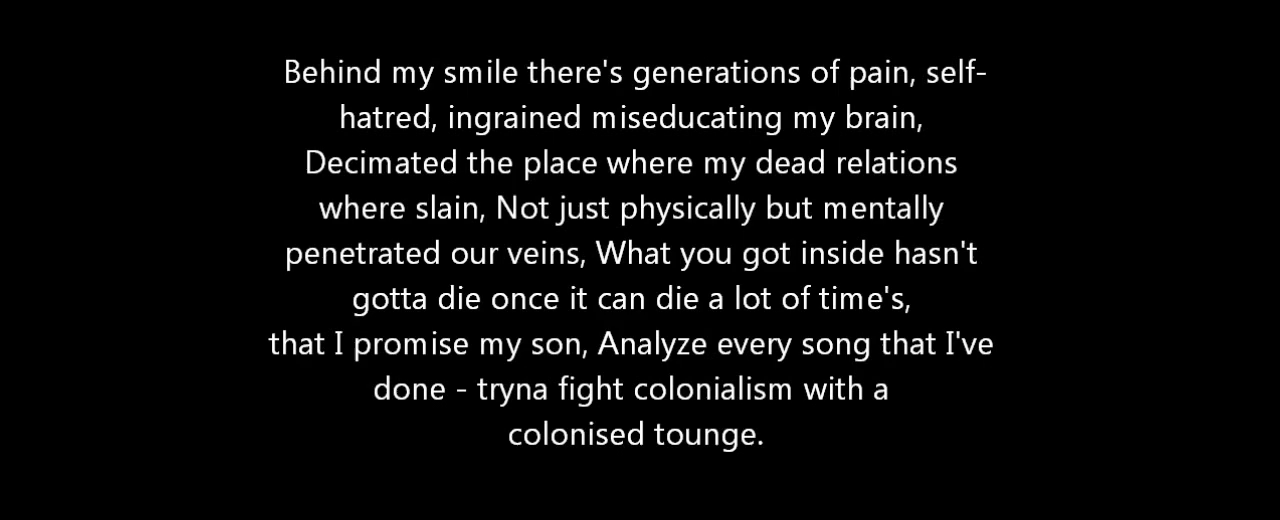 Behind my smile there's generations of pain, self-
hatred, ingrained miseducating my brain,
Decimated the place where my dead relations
where slain, Not just physically but mentally
penetrated our veins, What you got inside hasn't
gotta die once it can die a lot of time's,
that I promise my son, Analyze every song that I've
done - tryna fight colonialism with a
colonised tounge.